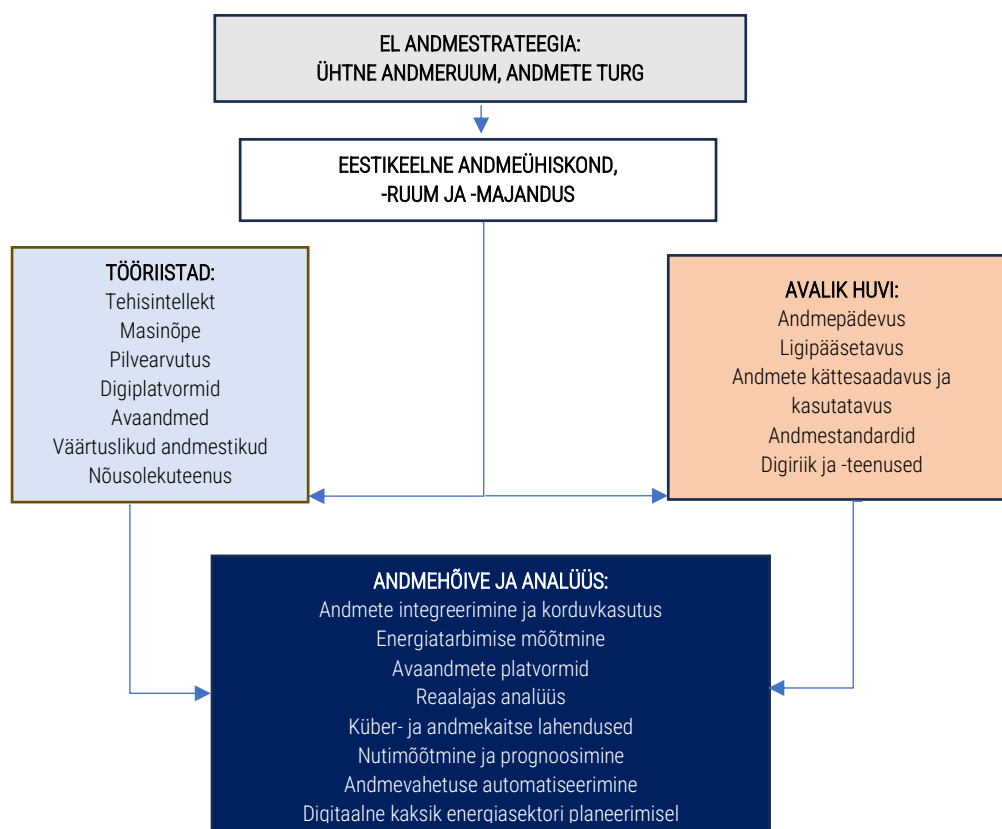 EL ANDMESTRATEEGIA:
ÜHTNE ANDMERUUM, ANDMETE TURG
EESTIKEELNE ANDMEÜHISKOND,
-RUUM JA -MAJANDUS
TÖÖRIISTAD:
Tehisintellekt
Masinõpe
Pilvearvutus
Digiplatvormid
Avaandmed
Väärtuslikud andmestikud
Nõusolekuteenus
AVALIK HUVI:
Andmepädevus
Ligipääsetavus
Andmete kättesaadavus ja
kasutatavus
Andmestandardid
Digiriik ja -teenused
ANDMEHÕIVE JA ANALÜÜS:
Andmete integreerimine ja korduvkasutus
Energiatarbimise mõõtmine
Avaandmete platvormid
Reaalajas analüüs
Küber- ja andmekaitse lahendused
Nutimõõtmine ja prognoosimine
Andmevahetuse automatiseerimine
Digitaalne kaksik energiasektori planeerimisel